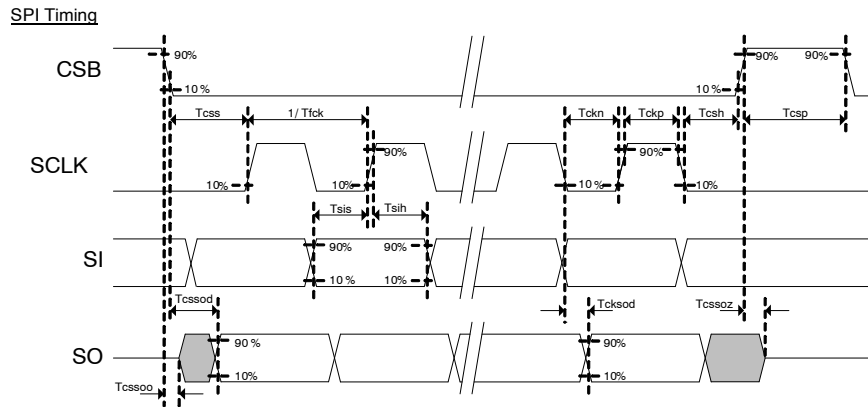 SPI Timing
CSB
90%
10 %
10 %
90%
90%
Tcss
1/ Tfck
Tckn
Tckp
Tcsh
Tcsp
SCLK
10%
10%
90%
10 %
90%
10%
Tsis
Tsih
SI
90%
90%
10 %
10%
Tcssod
Tcksod
Tcssoz
SO
90 %
10%
90%
10%
Tcssoo